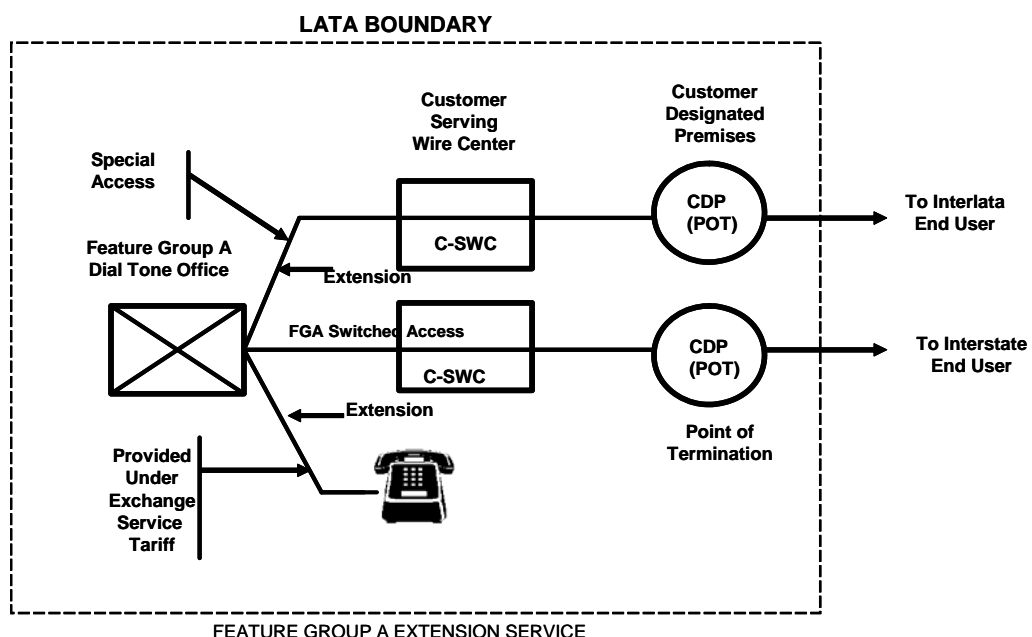 LATA BOUNDARY
Customer
Serving
Wire Center
Customer
Designated
Premises
Special
Access
CDP
(POT)
To Interlata
End User
C-SWC
Feature Group A
Dial Tone Office
Extension
FGA Switched Access
CDP
(POT)
To Interstate
End User
C-SWC
Extension
Point of
Termination
Provided
Under
Exchange
Service
Tariff
FEATURE GROUP A EXTENSION SERVICE